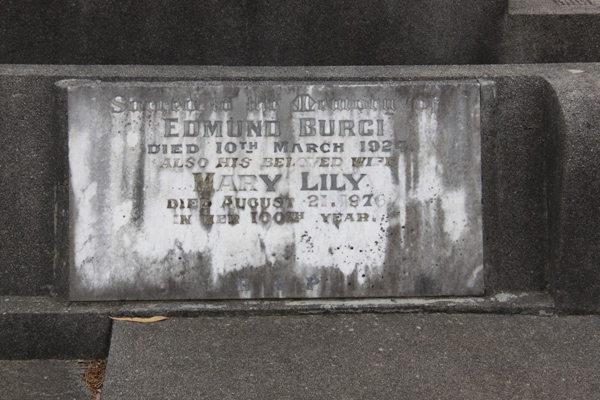 Sacred to the Memory of
EDMUND BURGI
DIED 10TH MARCH
ALSO HIS BELOVED WIFE
MARY LILY
DIED AUGUST 21, 1976
IN HER 100TH YEAR.
R I P